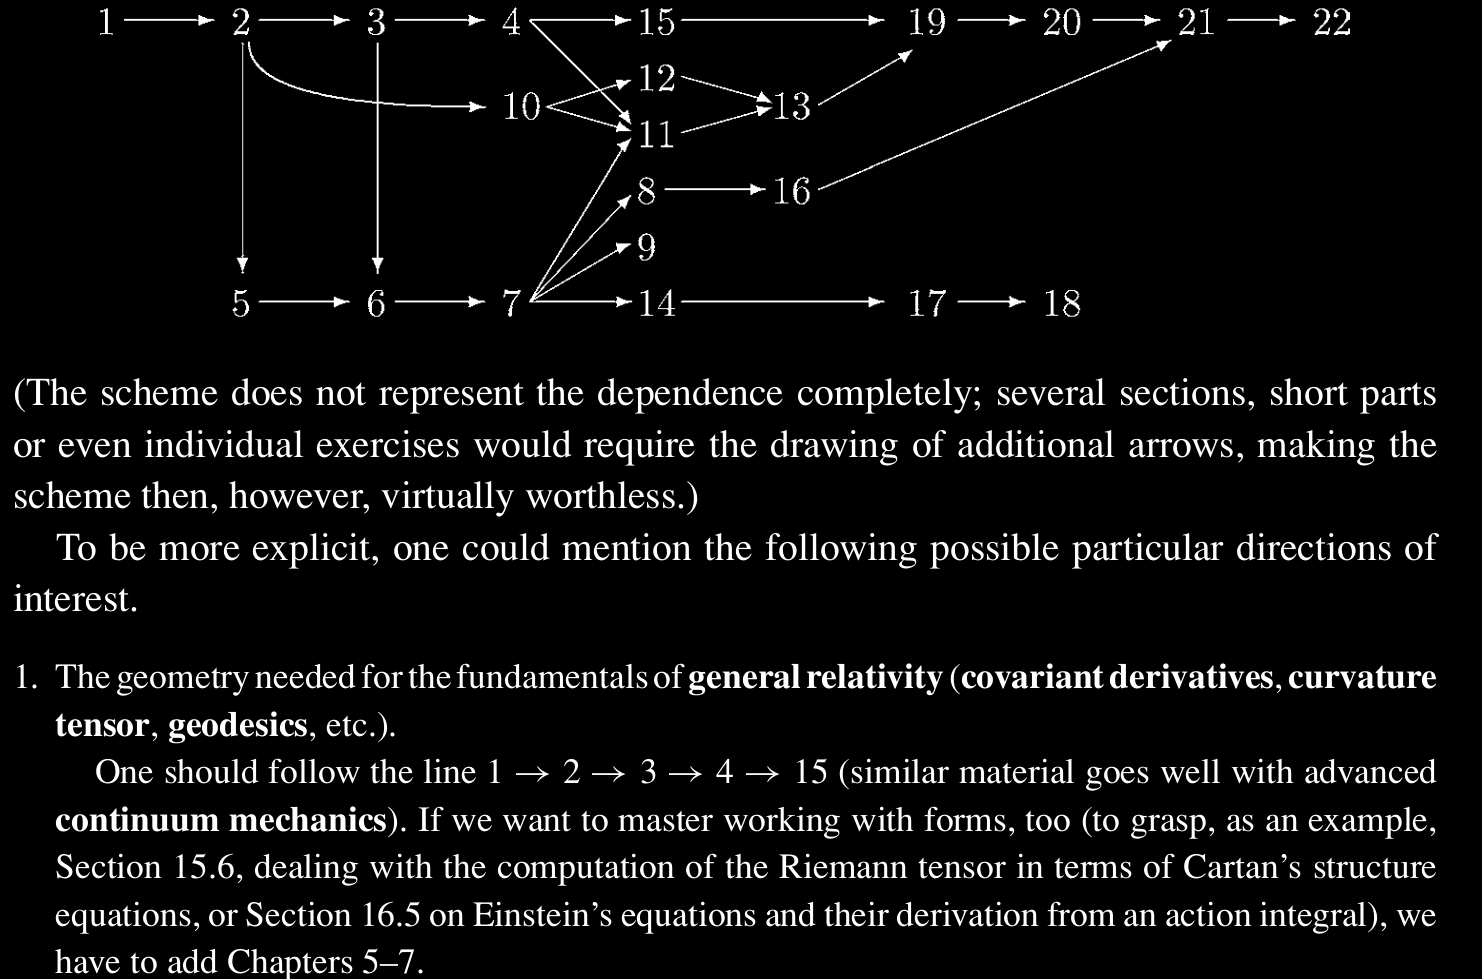 1 2 3 4 15 19 20 21 22
12
10 13
11
8 16
9
5 6 7 14 17 18
(The scheme does not represent the dependence completely; several sections, short parts
or even individual exercises would require the drawing of additional arrows, making the
scheme then, however, virtually worthless.)
To be more explicit, one could mention the following possible particular directions of
interest.
1. The geometry needed for the fundamentals of general relativity (covariant derivatives, curvature
tensor, geodesics, etc.).
One should follow the line 1 → 2 → 3 → 4 → 15 (similar material goes well with advanced
continuum mechanics). If we want to master working with forms, too (to grasp, as an example,
Section 15.6, dealing with the computation of the Riemann tensor in terms of Cartan's structure
equations, or Section 16.5 on Einstein's equations and their derivation from an action integral), we
have to add Chapters 5–7.